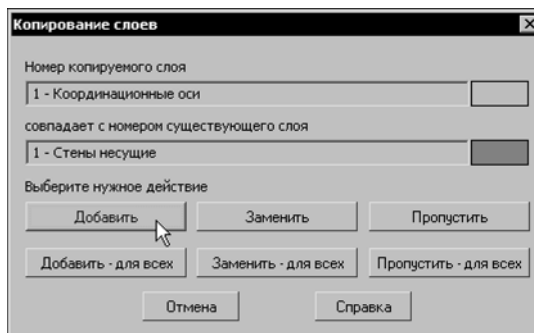 Копирование слоев
Номер копируемого слоя
1 - Координационные оси
совпадает с номером существующего слоя
1 - Стены несущие
Выберите нужное действие
Добавить Заменить Пропустить
Добавить - для всех Заменить - для всех Пропустить - для всех
Отмена Справка